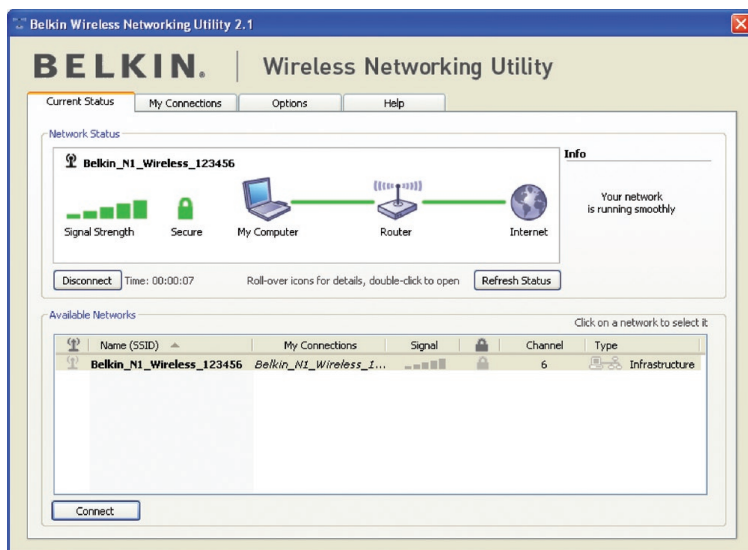 Belkin Wireless Networking Utility 2.1
BELKIN. | Wireless Networking Utility
Current Status My Connections Options Help
Network Status
Belkin_N1_Wireless_123456
Signal Strength Secure My Computer Router Internet
Info
Your network
is running smoothly
Disconnect Time: 00:00:07 Roll-over icons for details, double-click to open Refresh Status
Available Networks
Click on a network to select it
Name (SSID) My Connections Signal Channel Type
Belkin_N1_Wireless_123456 Belkin_N1_Wireless_1... 6 Infrastructure
Connect